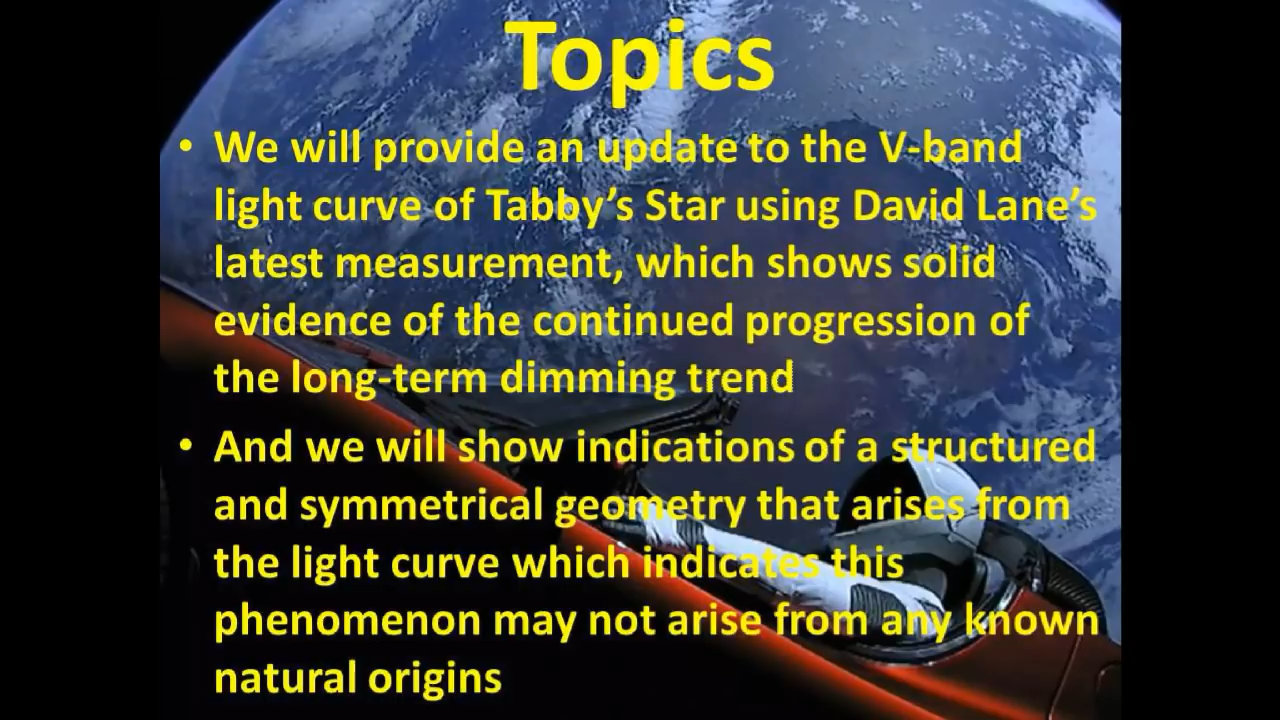 Topics
• We will provide an update to the V-band
light curve of Tabby’s Star using David Lane’s
latest measurement, which shows solid
evidence of the continued progression of
the long-term dimming trend
• And we will show indications of a structured
and symmetrical geometry that arises from
the light curve which indicates this
phenomenon may not arise from any known
natural origins